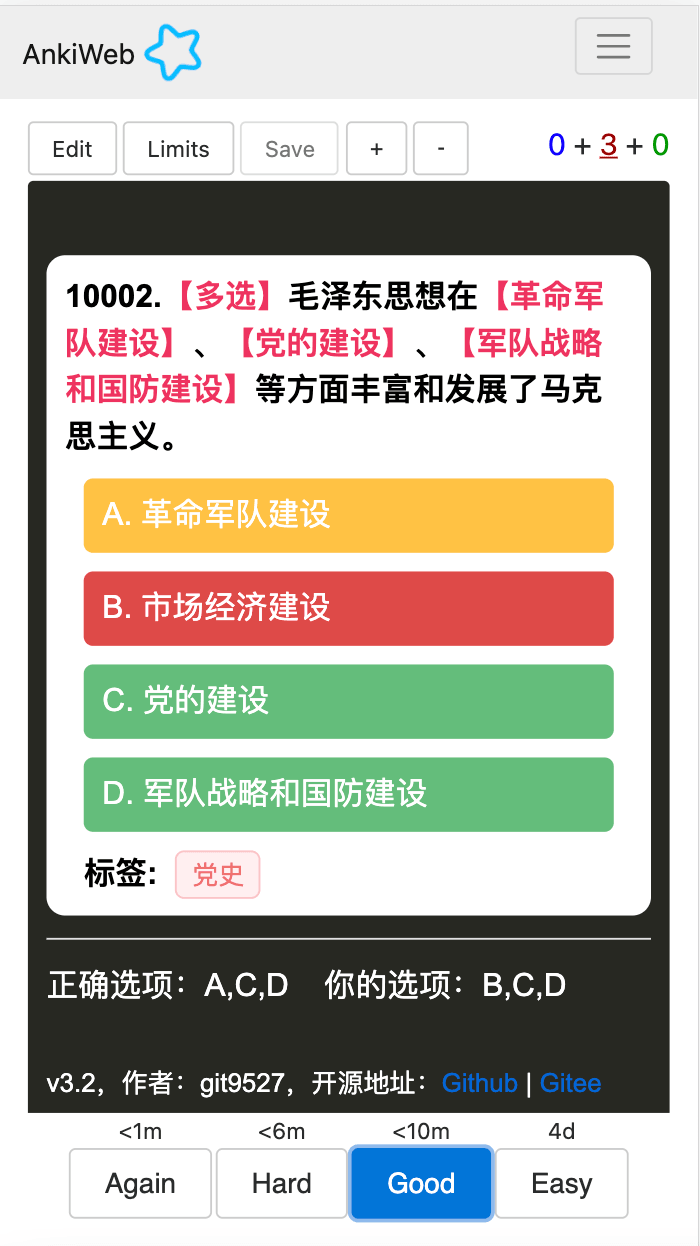 AnkiWeb
Edit Limits Save + - 0 + 3 + 0
10002.【多选】毛泽东思想在【革命军
队建设】、【党的建设】、【军队战略
和国防建设】等方面丰富和发展了马克
思主义。
A. 革命军队建设
B. 市场经济建设
C. 党的建设
D. 军队战略和国防建设
标签: 党史
正确选项：A,C,D 你的选项：B,C,D
v3.2，作者：git9527，开源地址：Github | Gitee
<1m <6m <10m 4d
Again Hard Good Easy